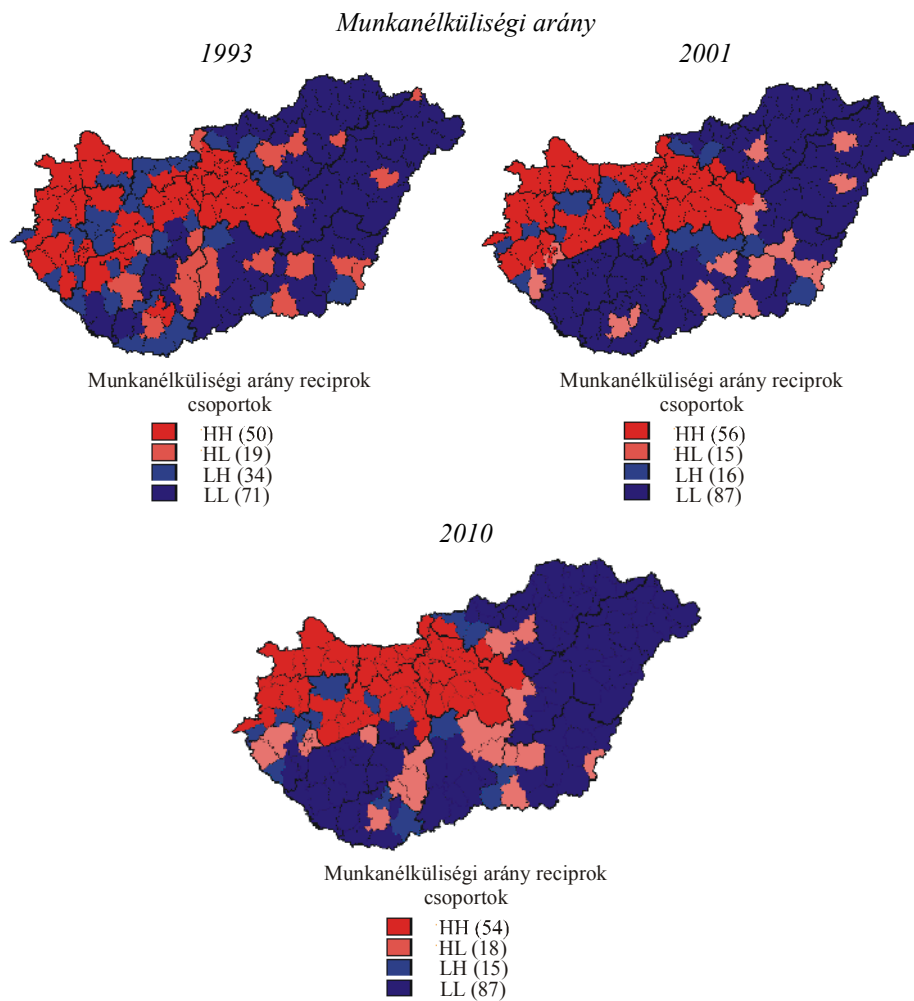 Munkanélküliségi arány
1993
2001
Munkanélküliségi arány reciprok
csoportok
HH (50)
HL (19)
LH (34)
LL (71)
Munkanélküliségi arány reciprok
csoportok
HH (56)
HL (15)
LH (16)
LL (87)
2010
Munkanélküliségi arány reciprok
csoportok
HH (54)
HL (18)
LH (15)
LL (87)